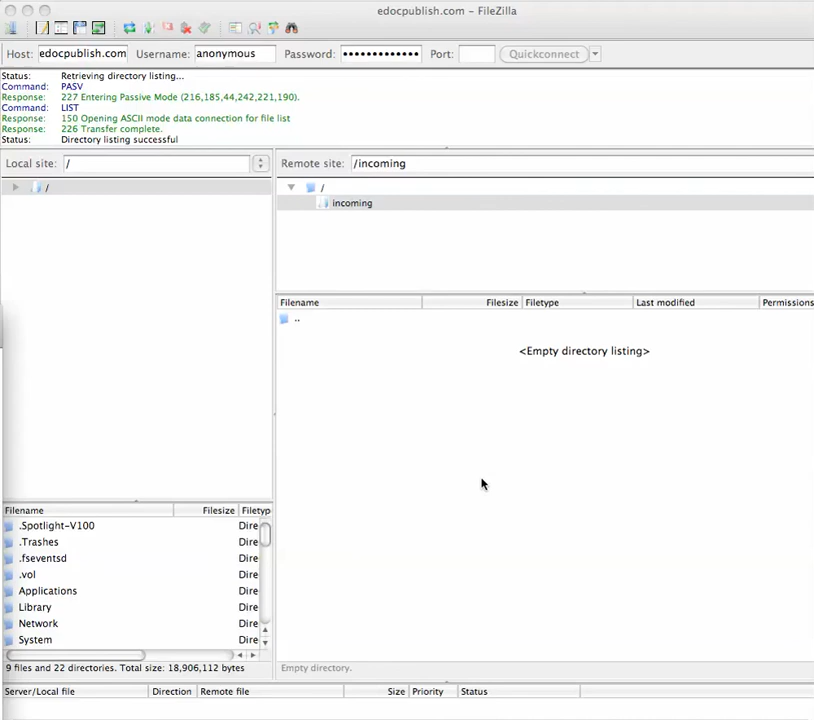 edocpublish.com - FileZilla
Host: edocpublish.com Username: anonymous Password: ●●●●●●●●●●●●● Port: Quickconnect
Status: Retrieving directory listing...
Command: PASV
Response: 227 Entering Passive Mode (216,185,44,242,221,190).
Command: LIST
Response: 150 Opening ASCII mode data connection for file list
Response: 226 Transfer complete.
Status: Directory listing successful
Local site: /
Remote site: /incoming
/
/
incoming
Filename Filesize Filetype Last modified Permissions
..
<Empty directory listing>
Filename Filesize Filetyp
.Spotlight-V100 Dire
.Trashes Dire
.fseventsd Dire
.vol Dire
Applications Dire
Library Dire
Network Dire
System Dire
9 files and 22 directories. Total size: 18,906,112 bytes
Empty directory.
Server/Local file Direction Remote file Size Priority Status